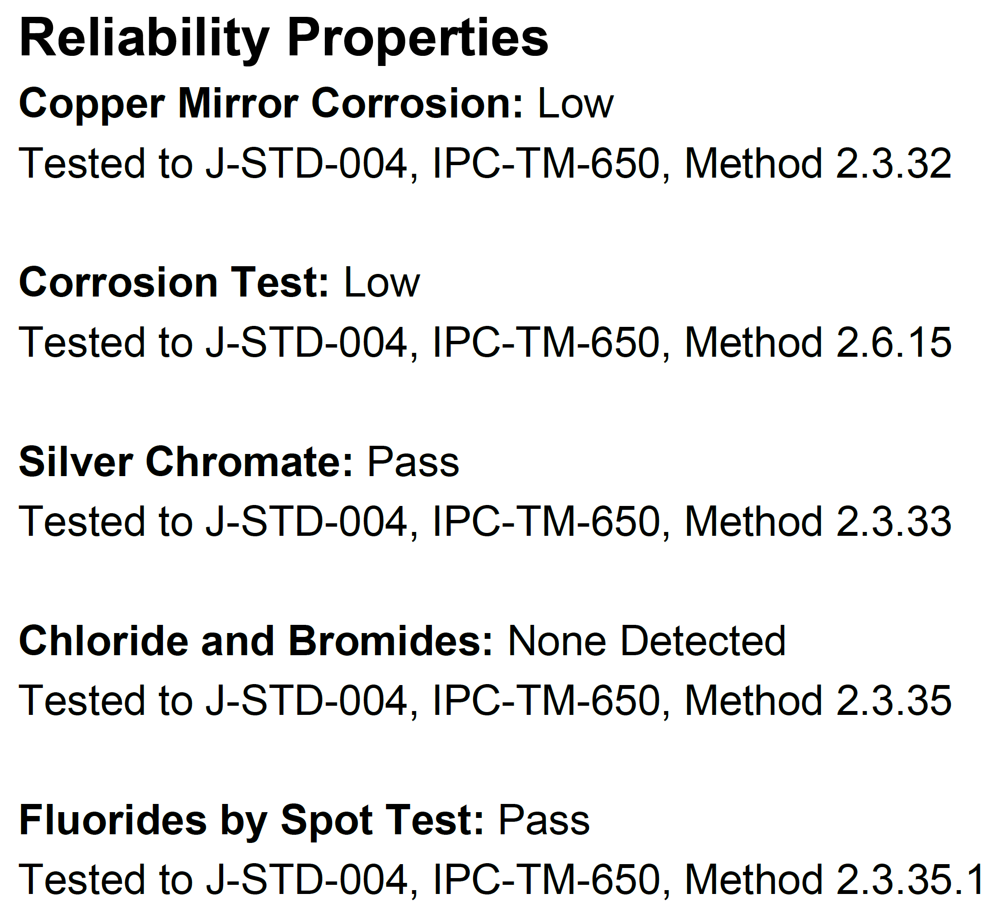 Reliability Properties
Copper Mirror Corrosion: Low
Tested to J-STD-004, IPC-TM-650, Method 2.3.32
Corrosion Test: Low
Tested to J-STD-004, IPC-TM-650, Method 2.6.15
Silver Chromate: Pass
Tested to J-STD-004, IPC-TM-650, Method 2.3.33
Chloride and Bromides: None Detected
Tested to J-STD-004, IPC-TM-650, Method 2.3.35
Fluorides by Spot Test: Pass
Tested to J-STD-004, IPC-TM-650, Method 2.3.35.1